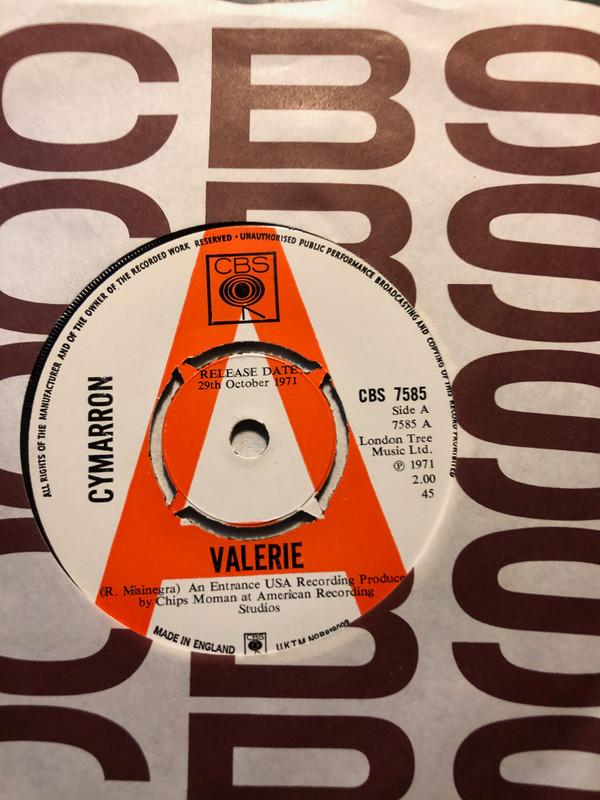 CBS
CBS
ALL RIGHTS OF THE MANUFACTURER AND OF THE OWNER OF THE RECORDED WORK RESERVED · UNAUTHORISED PUBLIC PERFORMANCE BROADCASTING AND COPYING OF THIS RECORD PROHIBITED
CBS
RELEASE DATE:
29th October 1971
CYMARRON
A
CBS 7585
Side A
7585 A
London Tree
Music Ltd.
℗ 1971
2.00
45
VALERIE
(R. Mainegra) An Entrance USA Recording Produce
by Chips Moman at American Recording
Studios
MADE IN ENGLAND CBS